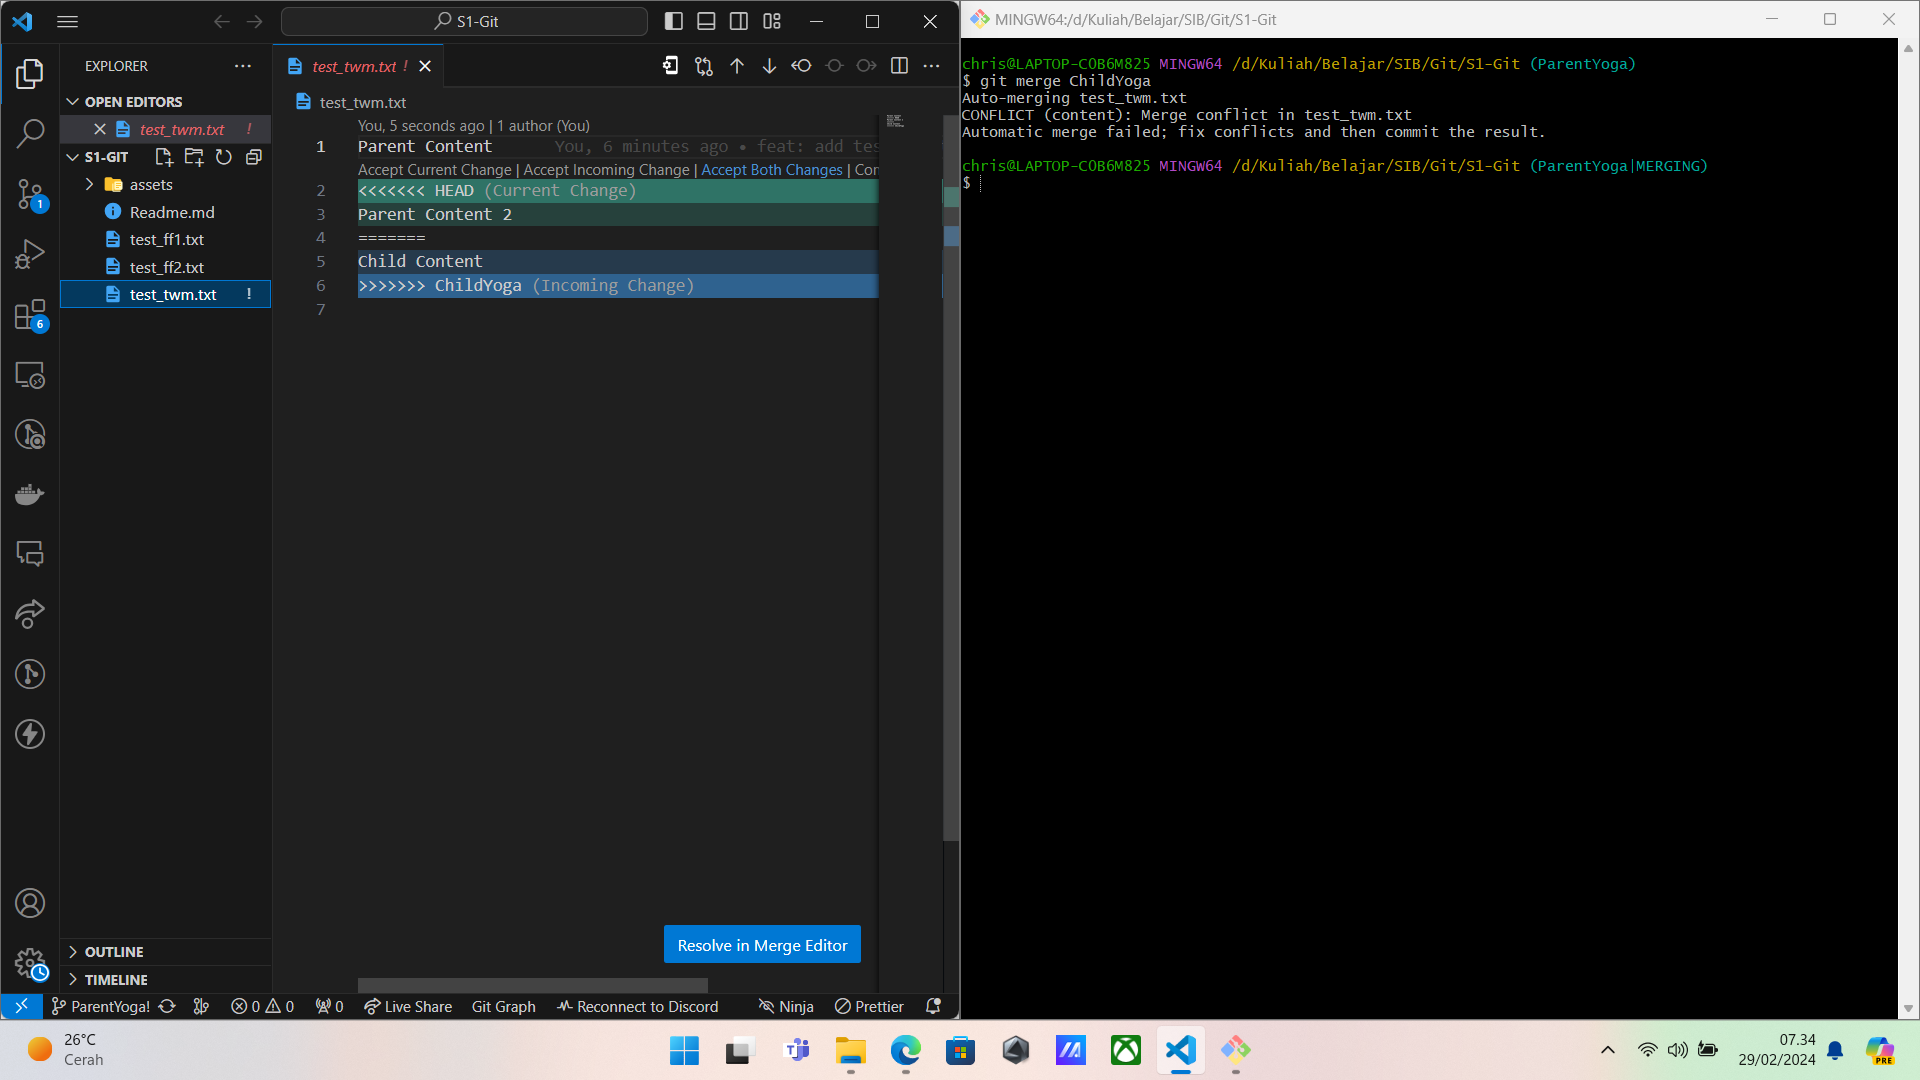 S1-Git
EXPLORER
OPEN EDITORS
test_twm.txt !
S1-GIT
assets
Readme.md
test_ff1.txt
test_ff2.txt
test_twm.txt !
1
6
OUTLINE
TIMELINE
test_twm.txt !
test_twm.txt
You, 5 seconds ago | 1 author (You)
1 Parent Content You, 6 minutes ago • feat: add tes
Accept Current Change | Accept Incoming Change | Accept Both Changes | Con
2 <<<<<<< HEAD (Current Change)
3 Parent Content 2
4 =======
5 Child Content
6 >>>>>>> ChildYoga (Incoming Change)
7
Resolve in Merge Editor
ParentYoga! 0 0 0 Live Share Git Graph Reconnect to Discord Ninja Prettier
MINGW64:/d/Kuliah/Belajar/SIB/Git/S1-Git
chris@LAPTOP-COB6M825 MINGW64 /d/Kuliah/Belajar/SIB/Git/S1-Git (ParentYoga)
$ git merge ChildYoga
Auto-merging test_twm.txt
CONFLICT (content): Merge conflict in test_twm.txt
Automatic merge failed; fix conflicts and then commit the result.
chris@LAPTOP-COB6M825 MINGW64 /d/Kuliah/Belajar/SIB/Git/S1-Git (ParentYoga|MERGING)
$
26°C
Cerah
07.34
29/02/2024
PRE